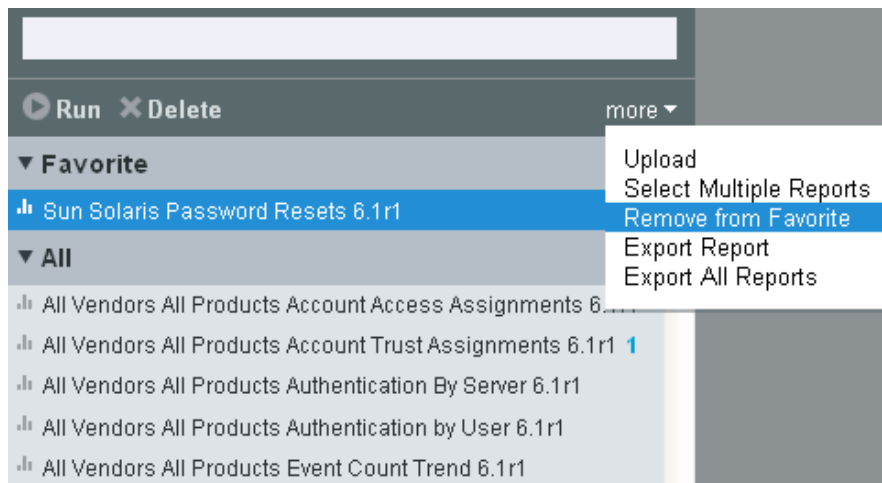 Run Delete more
Favorite
Sun Solaris Password Resets 6.1r1
All
All Vendors All Products Account Access Assignments
All Vendors All Products Account Trust Assignments 6.1r1 1
All Vendors All Products Authentication By Server 6.1r1
All Vendors All Products Authentication by User 6.1r1
All Vendors All Products Event Count Trend 6.1r1
Upload
Select Multiple Reports
Remove from Favorite
Export Report
Export All Reports